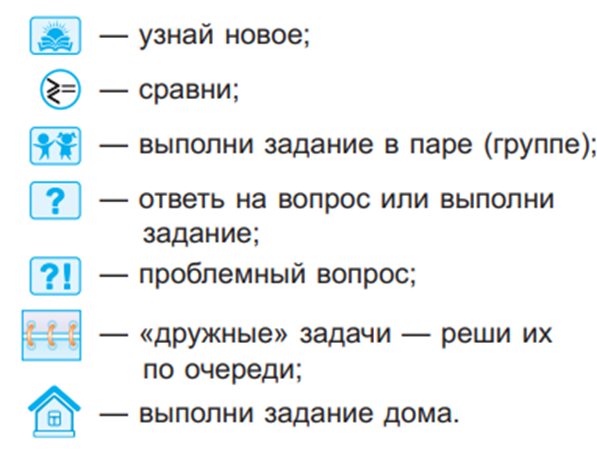 — узнай новое;
— сравни;
— выполни задание в паре (группе);
? — ответь на вопрос или выполни
задание;
?! — проблемный вопрос;
— «дружные» задачи — реши их
по очереди;
— выполни задание дома.